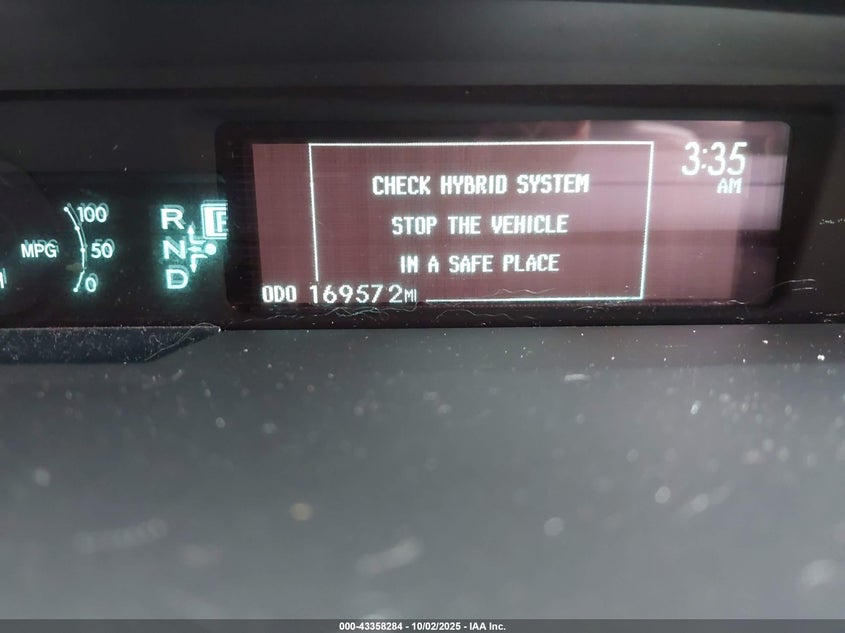 100
MPG
50
0
R
N
D
CHECK HYBRID SYSTEM
STOP THE VEHICLE
IN A SAFE PLACE
3:35
AM
ODO 169572MI
000-43358284 - 10/02/2025 - IAA Inc.